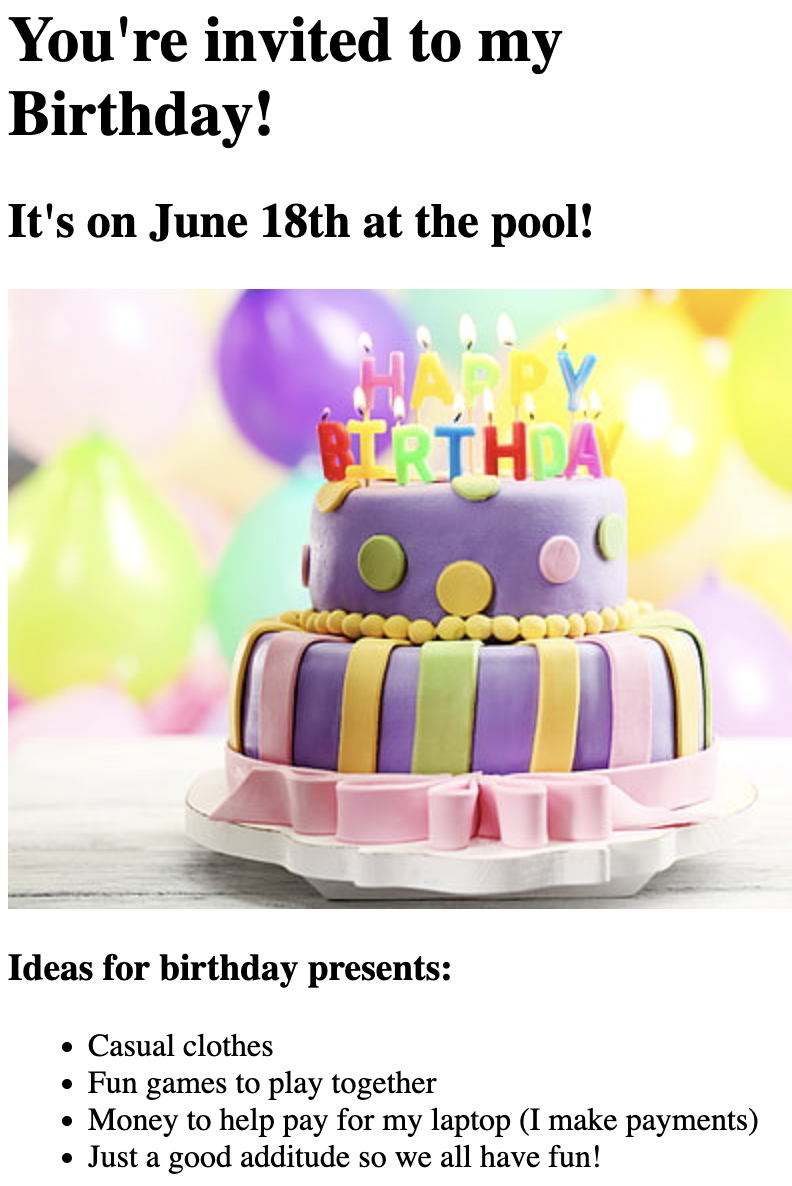 You're invited to my
Birthday!
It's on June 18th at the pool!
HAPPY
BIRTHDAY
Ideas for birthday presents:
Casual clothes
Fun games to play together
Money to help pay for my laptop (I make payments)
Just a good additude so we all have fun!